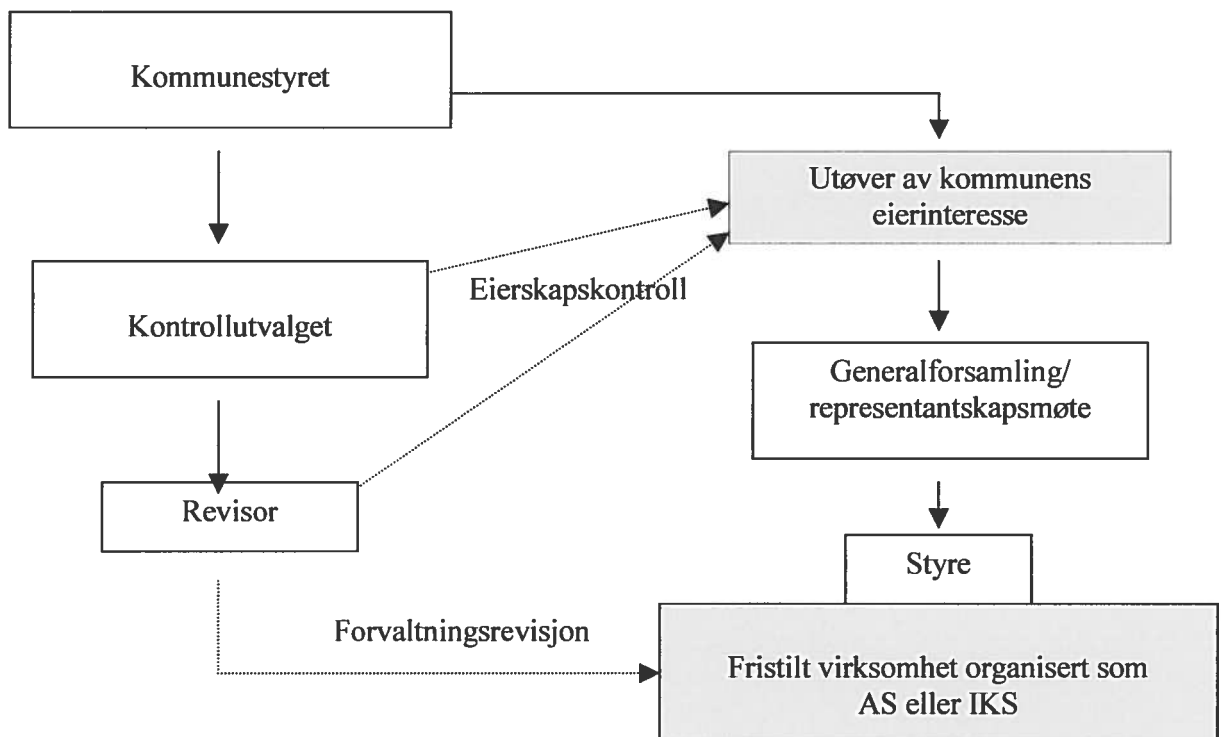 Kommunestyret
Utøver av kommunens
eierinteresse
Eierskapskontroll
Kontrollutvalget
Generalforsamling/
representantskapsmøte
Revisor
Styre
Forvaltningsrevisjon
Fristilt virksomhet organisert som
AS eller IKS